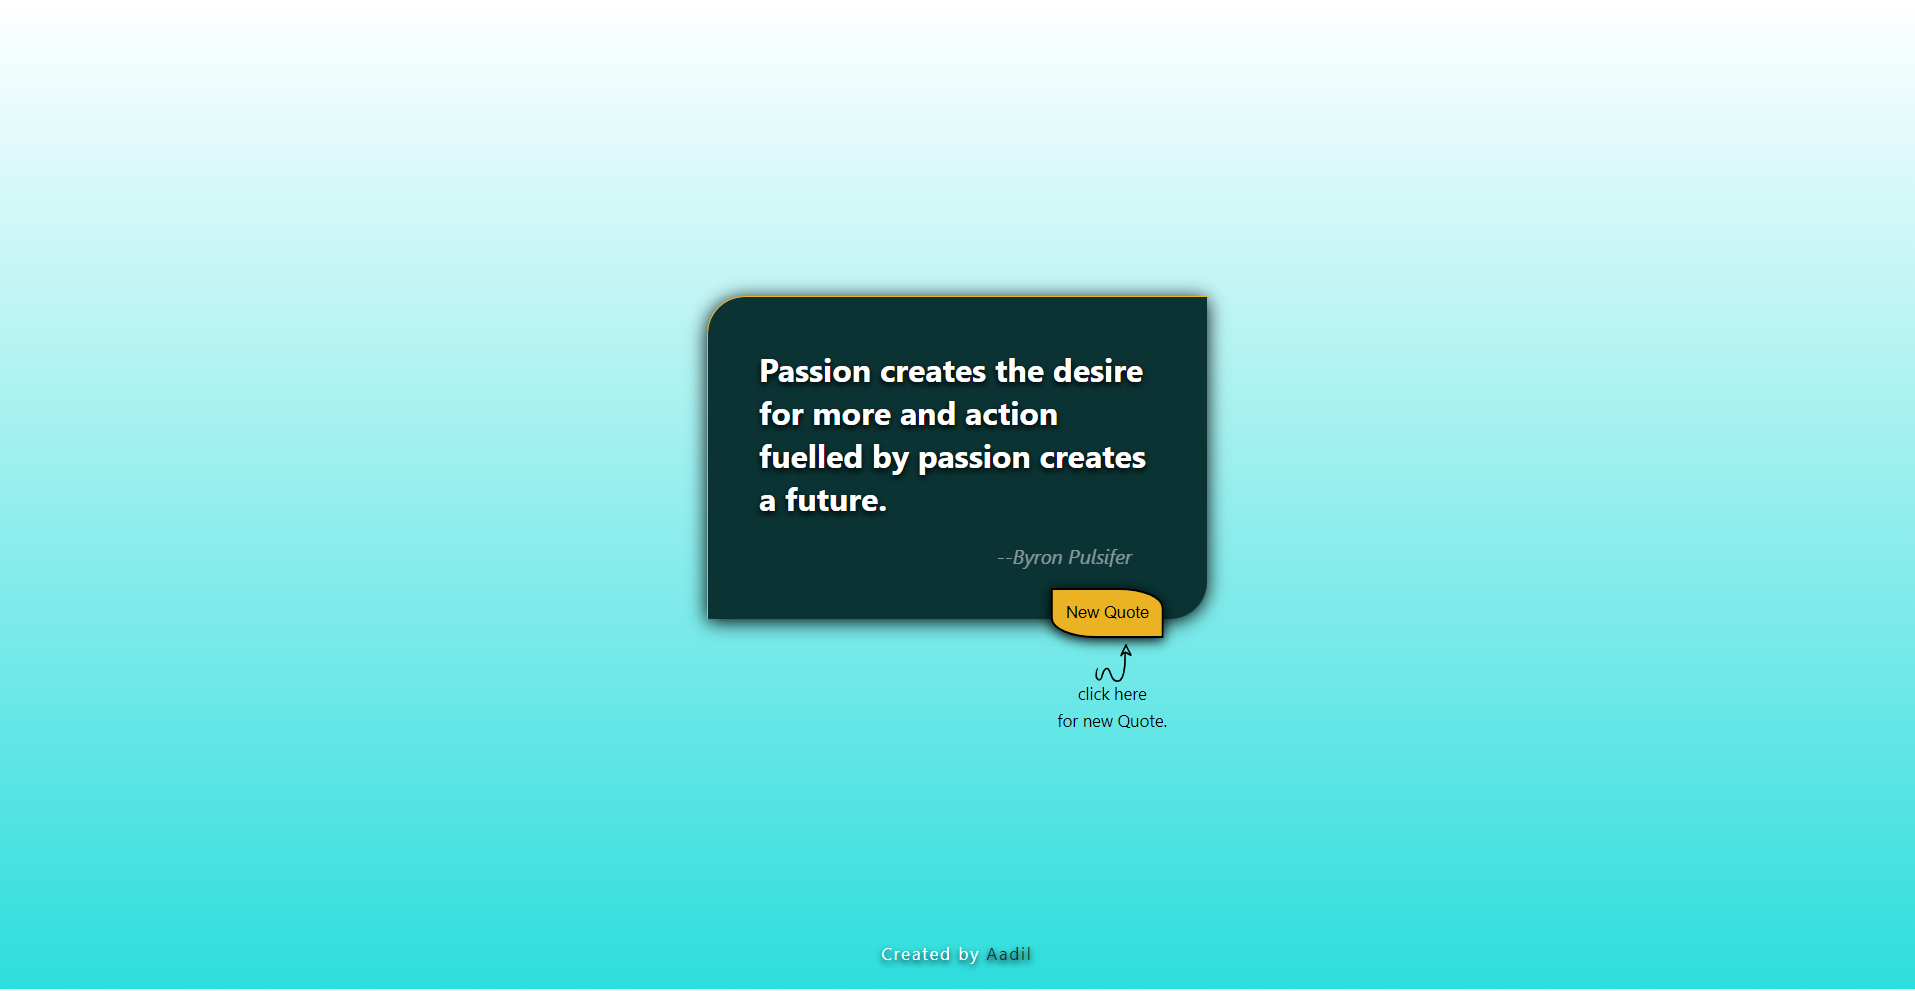 Passion creates the desire
for more and action
fuelled by passion creates
a future.
--Byron Pulsifer
New Quote
click here
for new Quote.
Created by Aadil